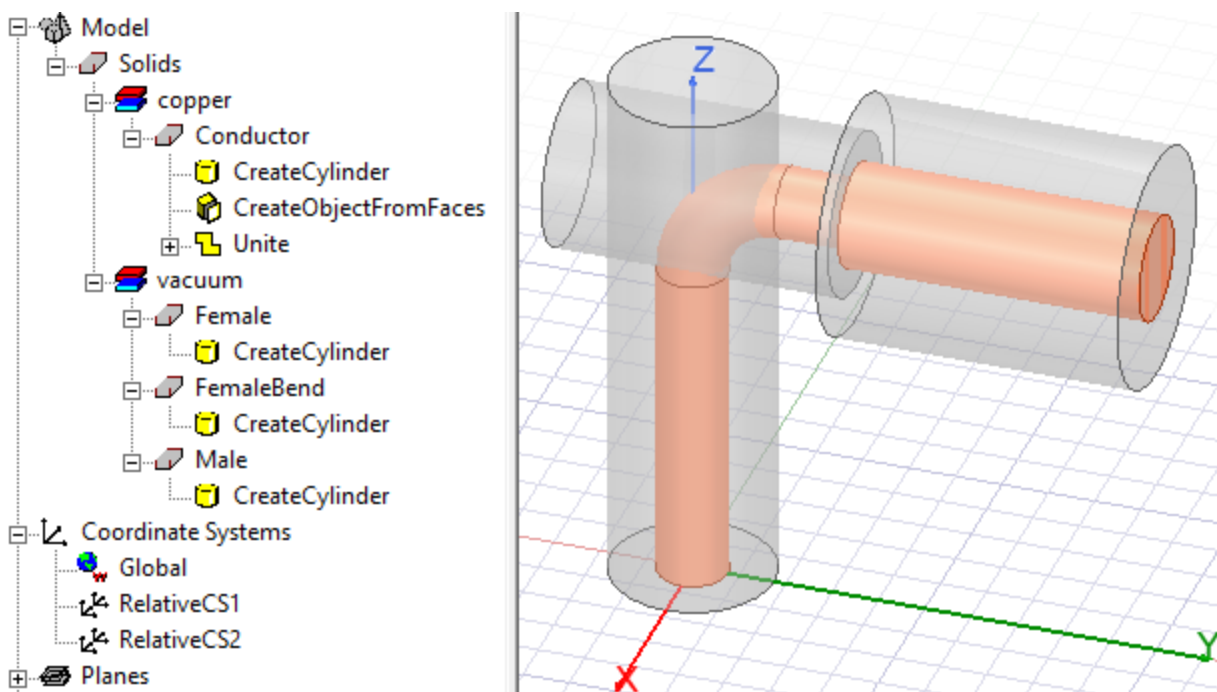 Model
Solids
copper
Conductor
CreateCylinder
CreateObjectFromFaces
Unite
vacuum
Female
CreateCylinder
FemaleBend
CreateCylinder
Male
CreateCylinder
Coordinate Systems
Global
RelativeCS1
RelativeCS2
Planes
Z
Y
X